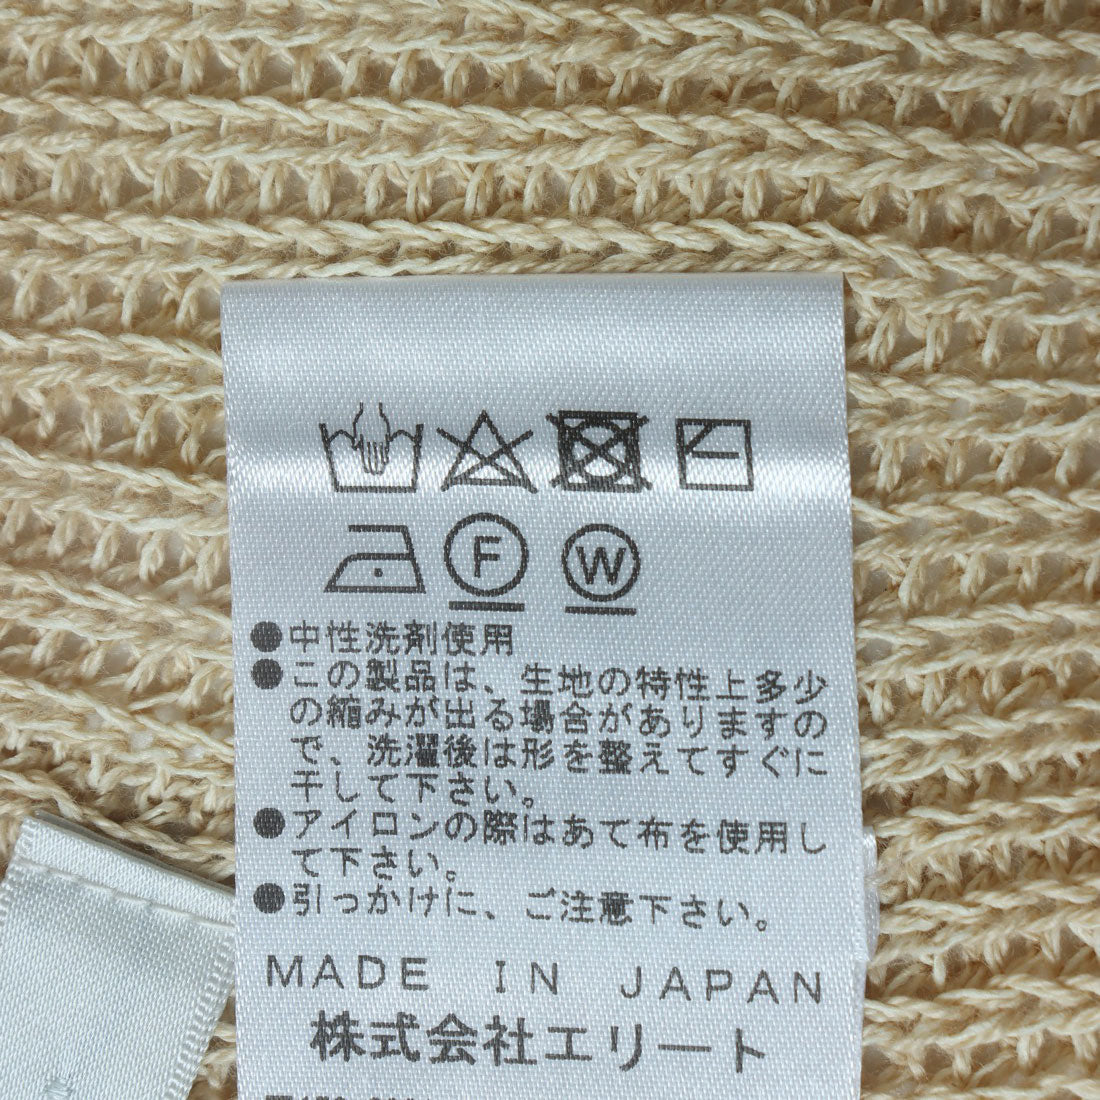 F W
●中性洗剤使用
●この製品は、生地の特性上多少
の縮みが出る場合がありますの
で、洗濯後は形を整えてすぐに
干して下さい。
●アイロンの際はあて布を使用し
て下さい。
●引っかけに、ご注意下さい。
MADE IN JAPAN
株式会社エリート